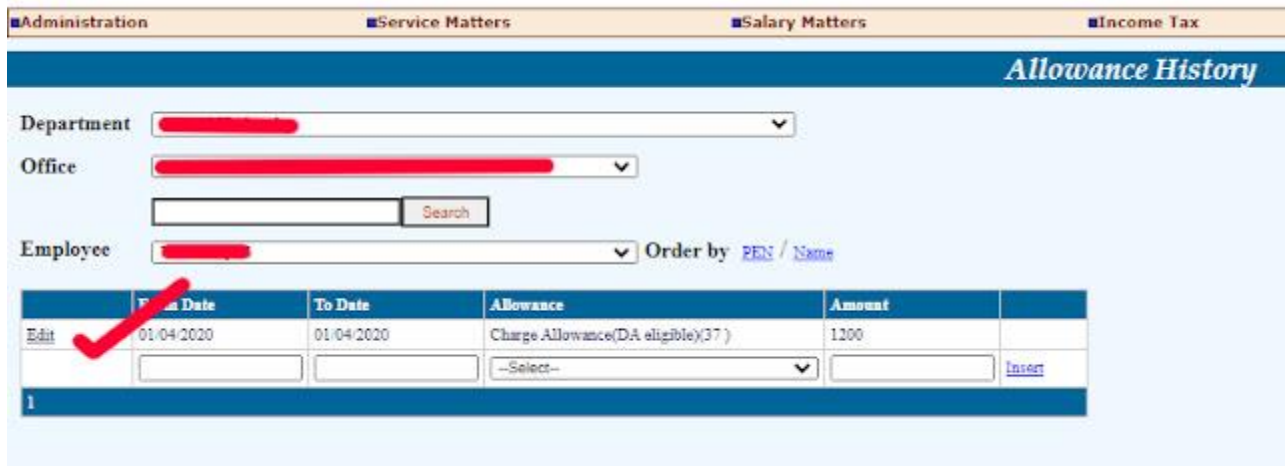 Administration Service Matters Salary Matters Income Tax
Allowance History
Department
Office
Search
Employee Order by PEN / Name
From Date To Date Allowance Amount
Edit 01/04/2020 01/04/2020 Charge Allowance(DA eligible)(37 ) 1200
--Select-- Insert
1